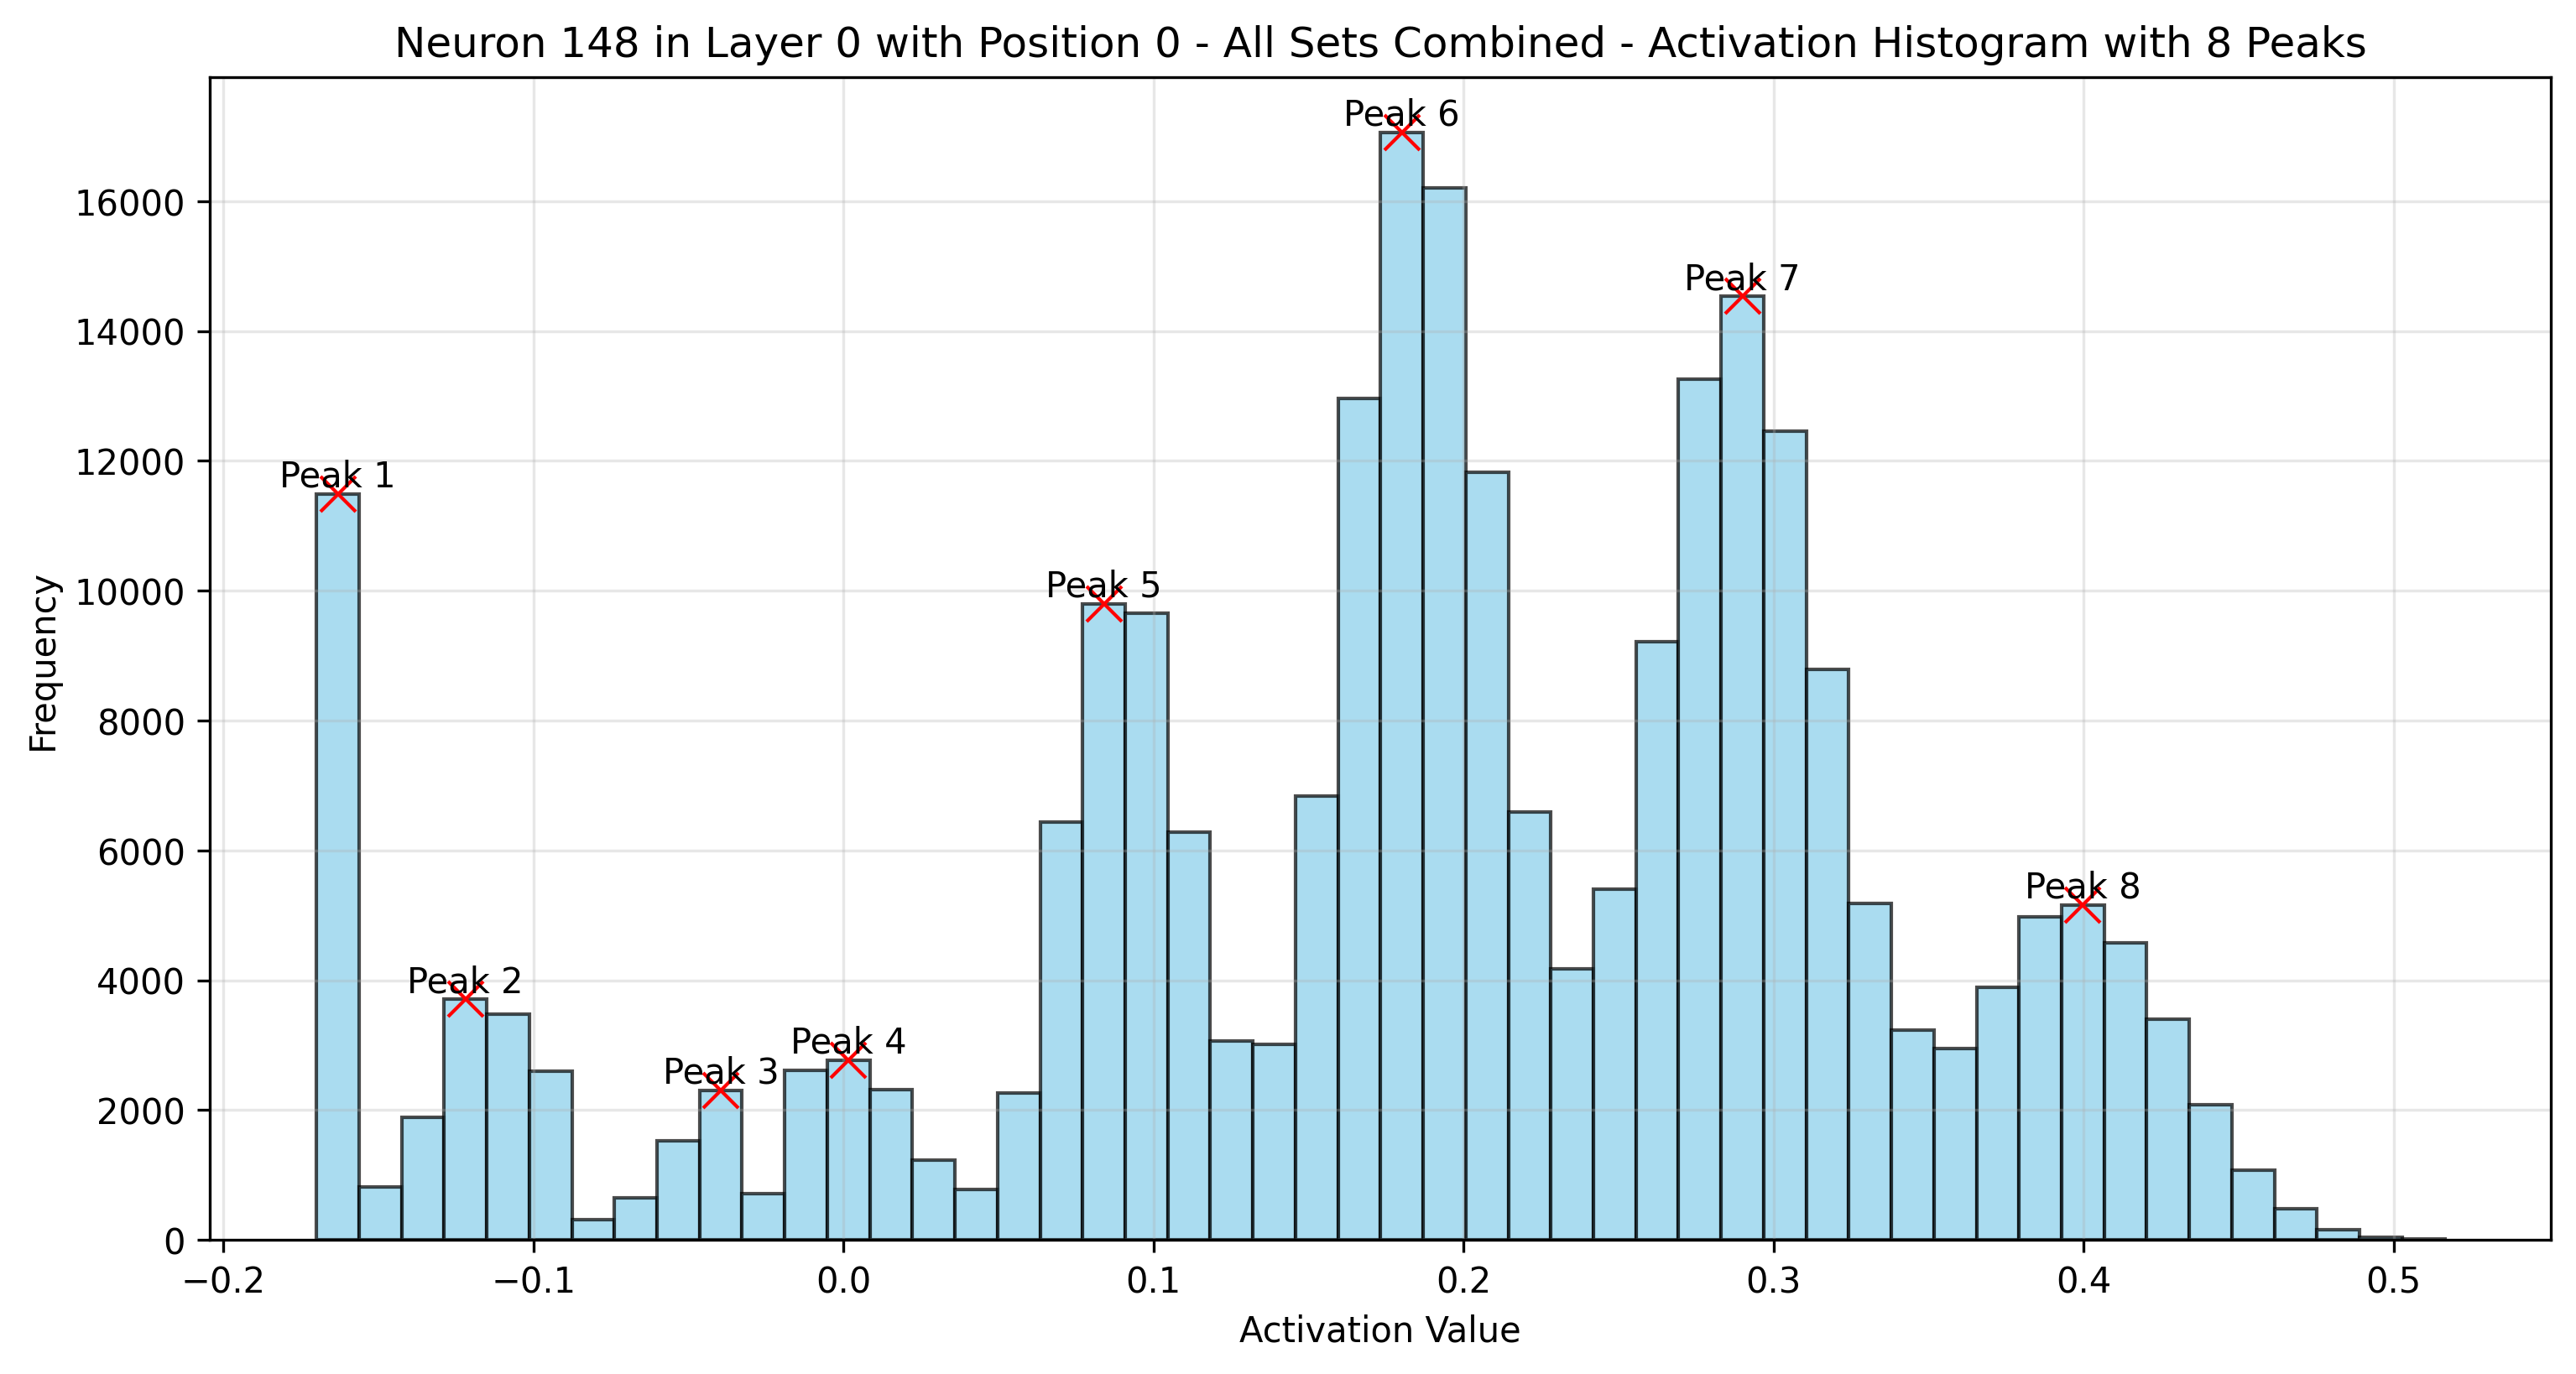 Neuron 148 in Layer 0 with Position 0 - All Sets Combined - Activation Histogram with 8 Peaks
Peak 6
16000
Peak 7
14000
12000
Peak 1
Peak 5
10000
Frequency
8000
6000
Peak 8
4000
Peak 2
Peak 4
Peak 3
2000
0
−0.2 −0.1 0.0 0.1 0.2 0.3 0.4 0.5
Activation Value